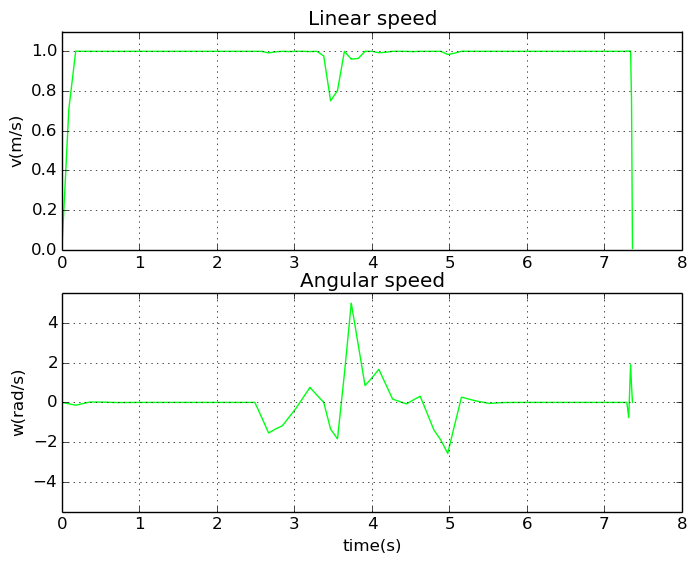 Linear speed
v(m/s)
1.0
0.8
0.6
0.4
0.2
0.0
0 1 2 3 4 5 6 7 8
Angular speed
w(rad/s)
4
2
0
−2
−4
0 1 2 3 4 5 6 7 8
time(s)